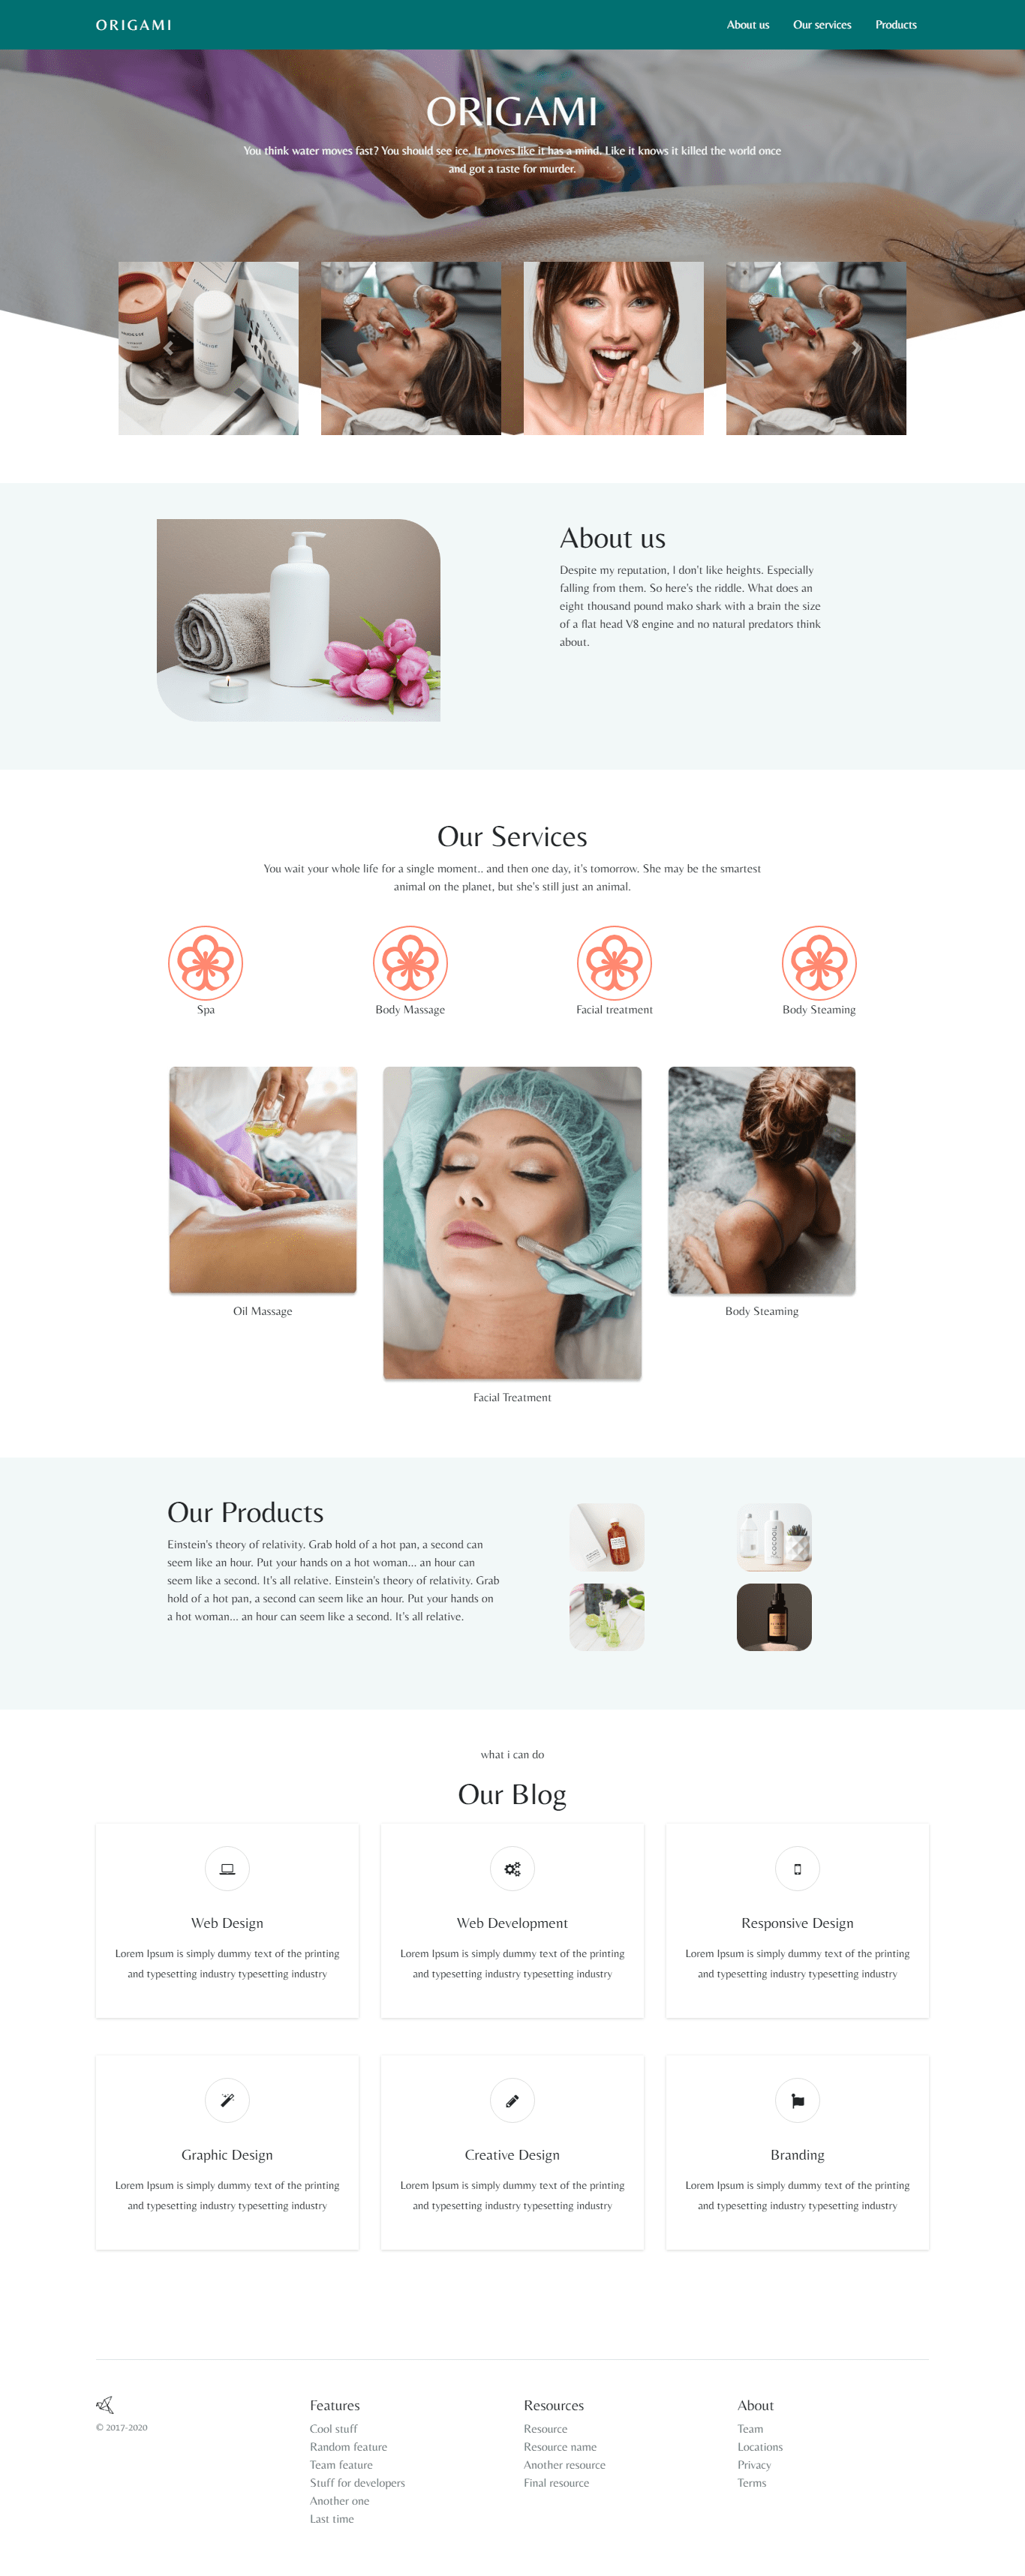 ORIGAMI
About us
Our services
Products
ORIGAMI
You think water moves fast? You should see ice. It moves like it has a mind. Like it knows it killed the world once
and got a taste for murder.
About us
Despite my reputation, I don't like heights. Especially
falling from them. So here's the riddle. What does an
eight thousand pound mako shark with a brain the size
of a flat head V8 engine and no natural predators think
about.
Our Services
You wait your whole life for a single moment.. and then one day, it's tomorrow. She may be the smartest
animal on the planet, but she's still just an animal.
Spa
Body Massage
Facial treatment
Body Steaming
Oil Massage
Body Steaming
Facial Treatment
Our Products
Einstein's theory of relativity. Grab hold of a hot pan, a second can
seem like an hour. Put your hands on a hot woman... an hour can
seem like a second. It's all relative. Einstein's theory of relativity. Grab
hold of a hot pan, a second can seem like an hour. Put your hands on
a hot woman... an hour can seem like a second. It's all relative.
COCOOIL
what i can do
Our Blog
Web Design
Lorem Ipsum is simply dummy text of the printing
and typesetting industry typesetting industry
Web Development
Lorem Ipsum is simply dummy text of the printing
and typesetting industry typesetting industry
Responsive Design
Lorem Ipsum is simply dummy text of the printing
and typesetting industry typesetting industry
Graphic Design
Lorem Ipsum is simply dummy text of the printing
and typesetting industry typesetting industry
Creative Design
Lorem Ipsum is simply dummy text of the printing
and typesetting industry typesetting industry
Branding
Lorem Ipsum is simply dummy text of the printing
and typesetting industry typesetting industry
© 2017-2020
Features
Cool stuff
Random feature
Team feature
Stuff for developers
Another one
Last time
Resources
Resource
Resource name
Another resource
Final resource
About
Team
Locations
Privacy
Terms